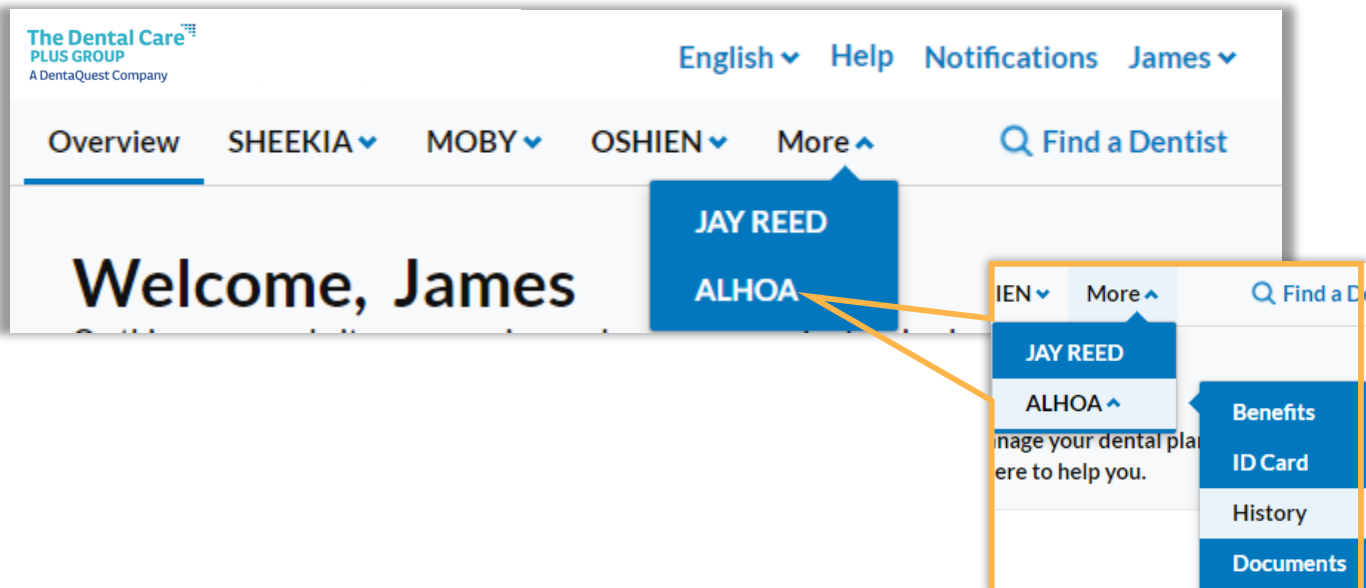 The Dental Care
PLUS GROUP
A DentaQuest Company
English Help Notifications James
Overview SHEEKIA MOBY OSHIEN More Find a Dentist
JAY REED
ALHOA
Welcome, James
IEN More Find a D
JAY REED
ALHOA
Benefits
ID Card
History
Documents
nage your dental pla
ere to help you.